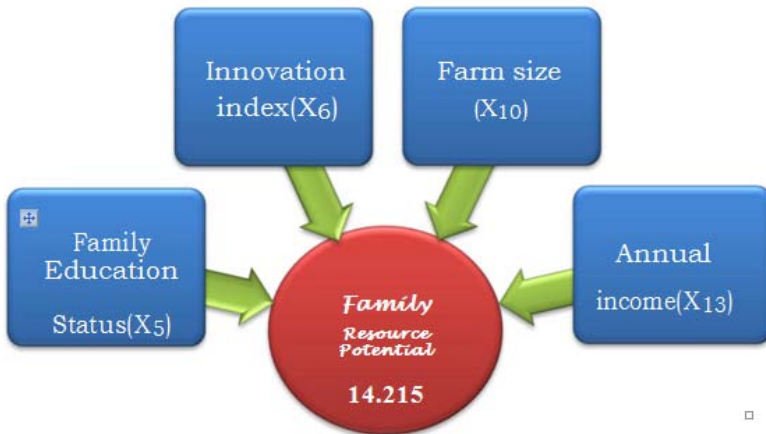 Innovation
index(X6)
Farm size
(X10)
Family
Education
Status(X5)
Annual
income(X13)
Family
Resource
Potential
14.215